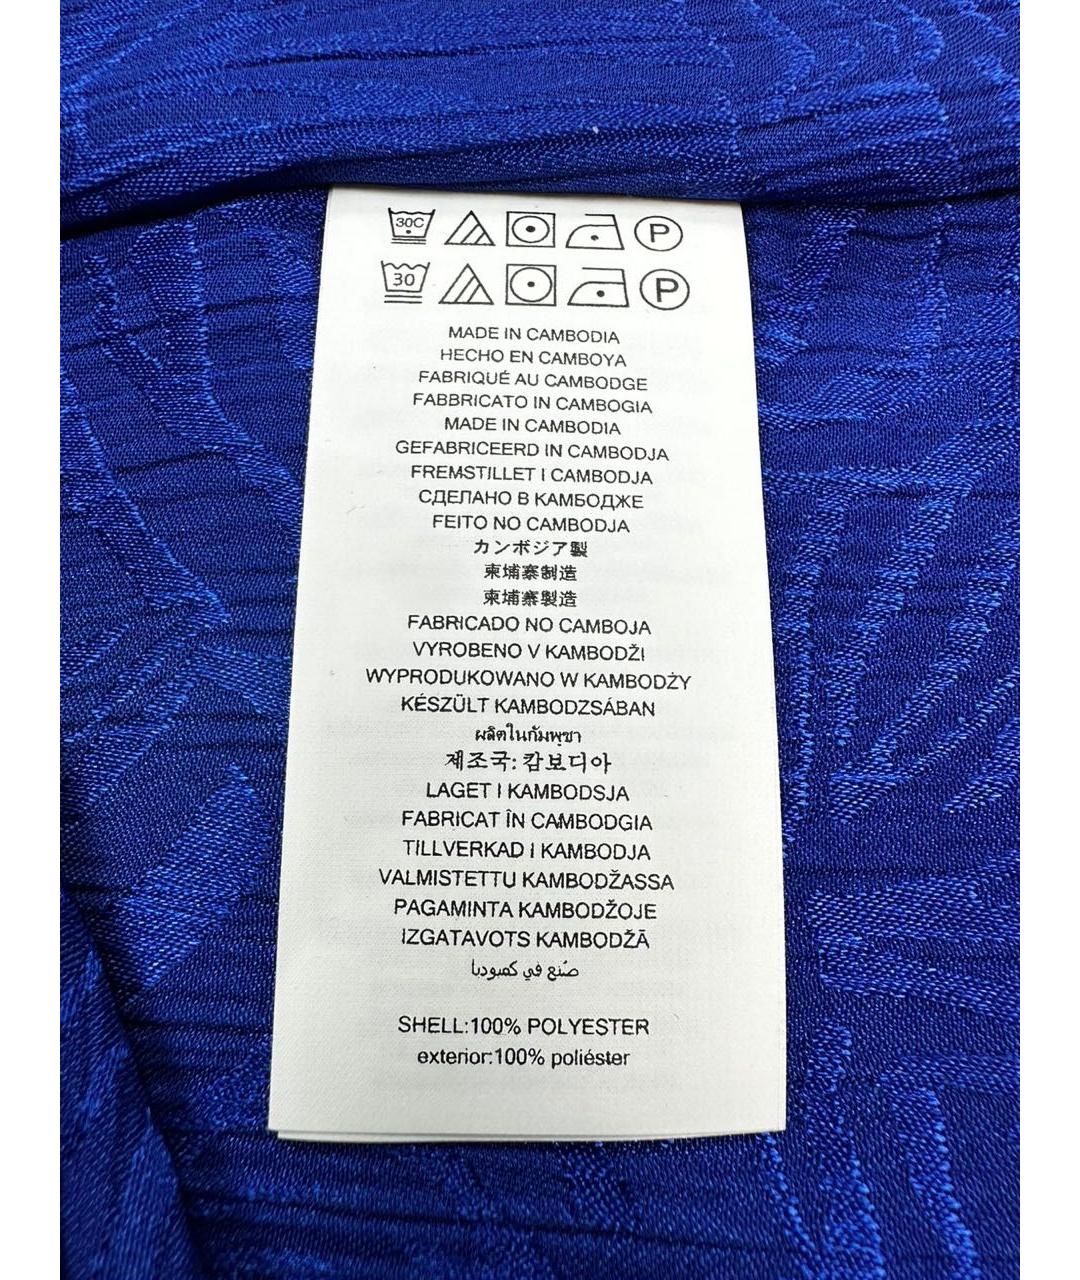 30C P
30 P
MADE IN CAMBODIA
HECHO EN CAMBOYA
FABRIQUÉ AU CAMBODGE
FABBRICATO IN CAMBOGIA
MADE IN CAMBODIA
GEFABRICEERD IN CAMBODJA
FREMSTILLET I CAMBODJA
СДЕЛАНО В КАМБОДЖЕ
FEITO NO CAMBODJA
カンボジア製
柬埔寨制造
柬埔寨製造
FABRICADO NO CAMBOJA
VYROBENO V KAMBODŽI
WYPRODUKOWANO W KAMBODŻY
KÉSZÜLT KAMBODZSÁBAN
ผลิตในกัมพูชา
제조국: 캄보디아
LAGET I KAMBODSJA
FABRICAT ÎN CAMBODGIA
TILLVERKAD I KAMBODJA
VALMISTETTU KAMBODŽASSA
PAGAMINTA KAMBODŽOJE
IZGATAVOTS KAMBODŽĀ
صُنع في كمبوديا
SHELL:100% POLYESTER
exterior:100% poliéster